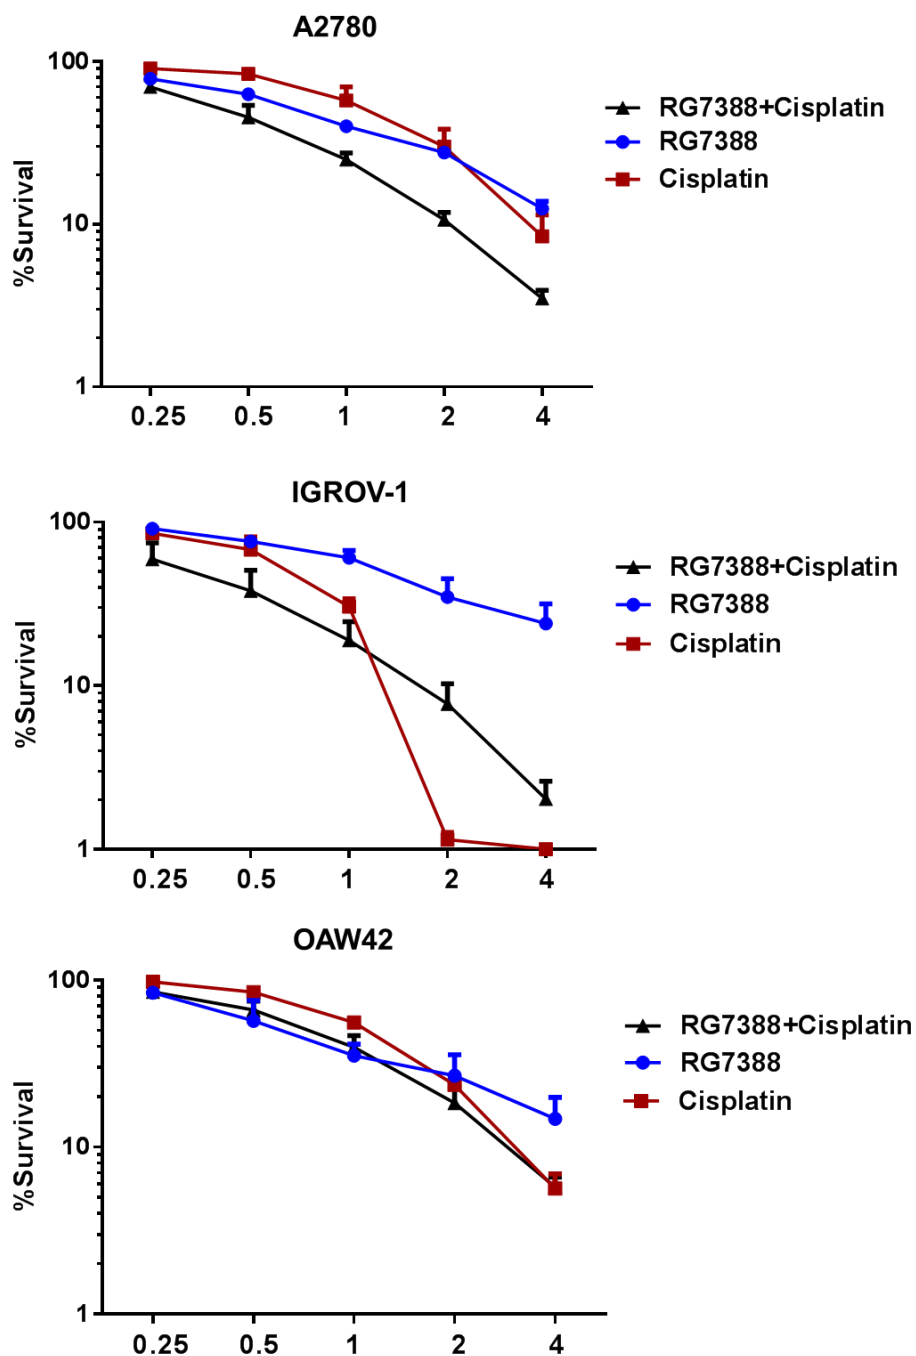 A2780
%Survival
100
10
1
0.25 0.5 1 2 4
RG7388+Cisplatin
RG7388
Cisplatin
IGROV-1
%Survival
100
10
1
0.25 0.5 1 2 4
RG7388+Cisplatin
RG7388
Cisplatin
OAW42
%Survival
100
10
1
0.25 0.5 1 2 4
RG7388+Cisplatin
RG7388
Cisplatin